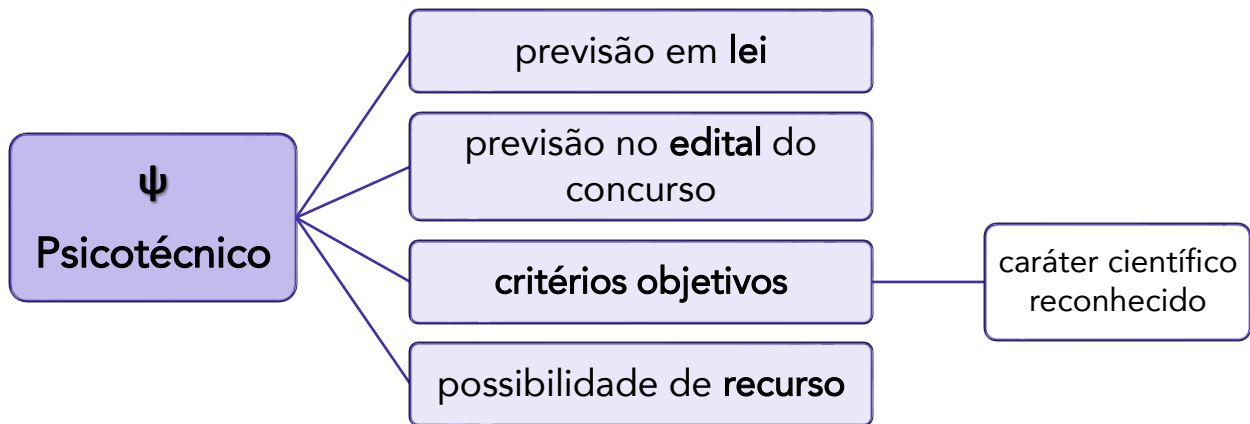 ψ
Psicotécnico
previsão em lei
previsão no edital do
concurso
critérios objetivos
caráter científico
reconhecido
possibilidade de recurso